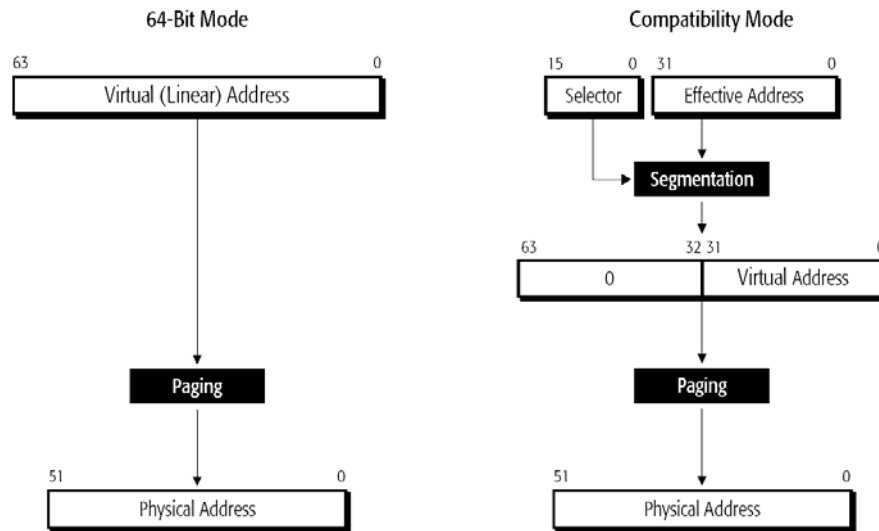 64-Bit Mode
Compatibility Mode
63 0
15 0 31 0
Virtual (Linear) Address
Selector Effective Address
Segmentation
63 32 31
0 Virtual Address
Paging Paging
51 0 51 0
Physical Address Physical Address